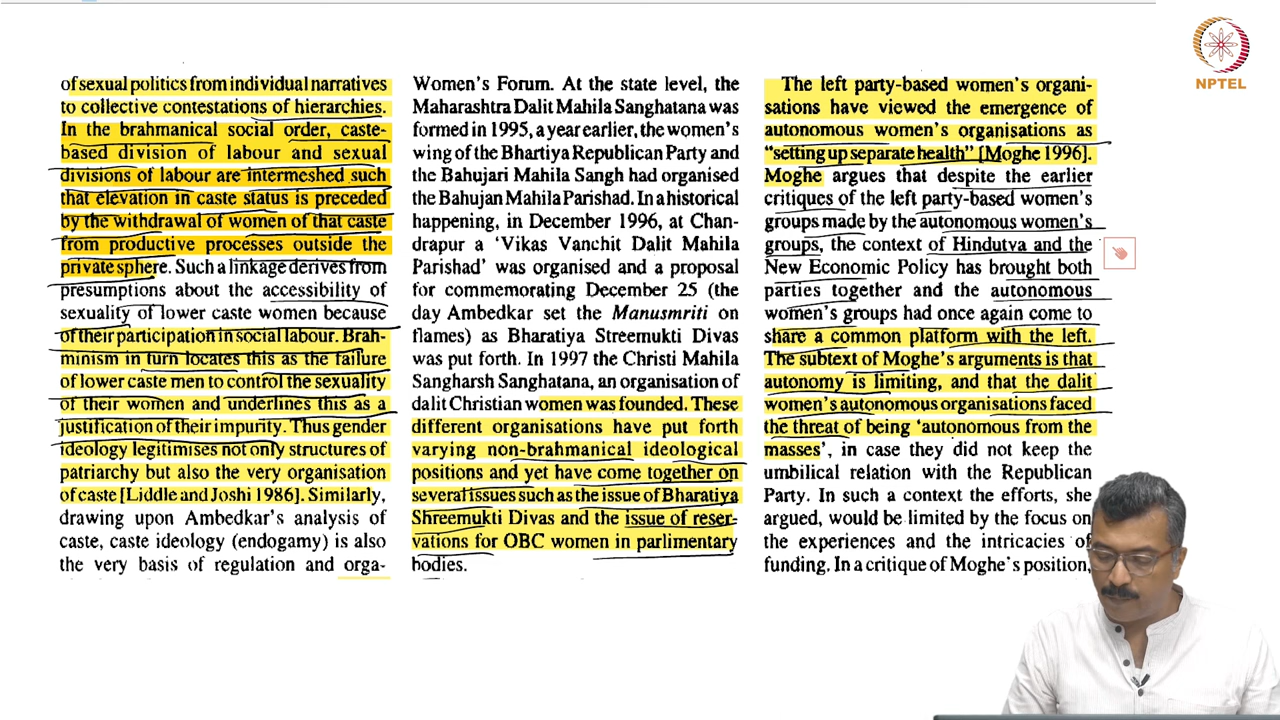 of sexual politics from individual narratives
to collective contestations of hierarchies.
In the brahmanical social order, caste-
based division of labour and sexual
divisions of labour are intermeshed such
that elevation in caste status is preceded
by the withdrawal of women of that caste
from productive processes outside the
private sphere. Such a linkage derives from
presumptions about the accessibility of
sexuality of lower caste women because
of their participation in social labour. Brah-
minism in turn locates this as the failure
of lower caste men to control the sexuality
of their women and underlines this as a
justification of their impurity. Thus gender
ideology legitimises not only structures of
patriarchy but also the very organisation
of caste [Liddle and Joshi 1986]. Similarly,
drawing upon Ambedkar's analysis of
caste, caste ideology (endogamy) is also
the very basis of regulation and orga-
Women's Forum. At the state level, the
Maharashtra Dalit Mahila Sanghatana was
formed in 1995, a year earlier, the women's
wing of the Bhartiya Republican Party and
the Bahujari Mahila Sangh had organised
the Bahujan Mahila Parishad. In a historical
happening, in December 1996, at Chan-
drapur a 'Vikas Vanchit Dalit Mahila
Parishad' was organised and a proposal
for commemorating December 25 (the
day Ambedkar set the Manusmriti on
flames) as Bharatiya Streemukti Divas
was put forth. In 1997 the Christi Mahila
Sangharsh Sanghatana, an organisation of
dalit Christian women was founded. These
different organisations have put forth
varying non-brahmanical ideological
positions and yet have come together on
several issues such as the issue of Bharatiya
Shreemukti Divas and the issue of reser-
vations for OBC women in parlimentary
bodies.
The left party-based women's organi-
sations have viewed the emergence of
autonomous women's organisations as
"setting up separate health" [Moghe 1996].
Moghe argues that despite the earlier
critiques of the left party-based women's
groups made by the autonomous women's
groups, the context of Hindutva and the
New Economic Policy has brought both
parties together and the autonomous
women's groups had once again come to
share a common platform with the left.
The subtext of Moghe's arguments is that
autonomy is limiting, and that the dalit
women's autonomous organisations faced
the threat of being 'autonomous from the
masses', in case they did not keep the
umbilical relation with the Republican
Party. In such a context the efforts, she
argued, would be limited by the focus on
the experiences and the intricacies of
funding. In a critique of Moghe's position,
NPTEL